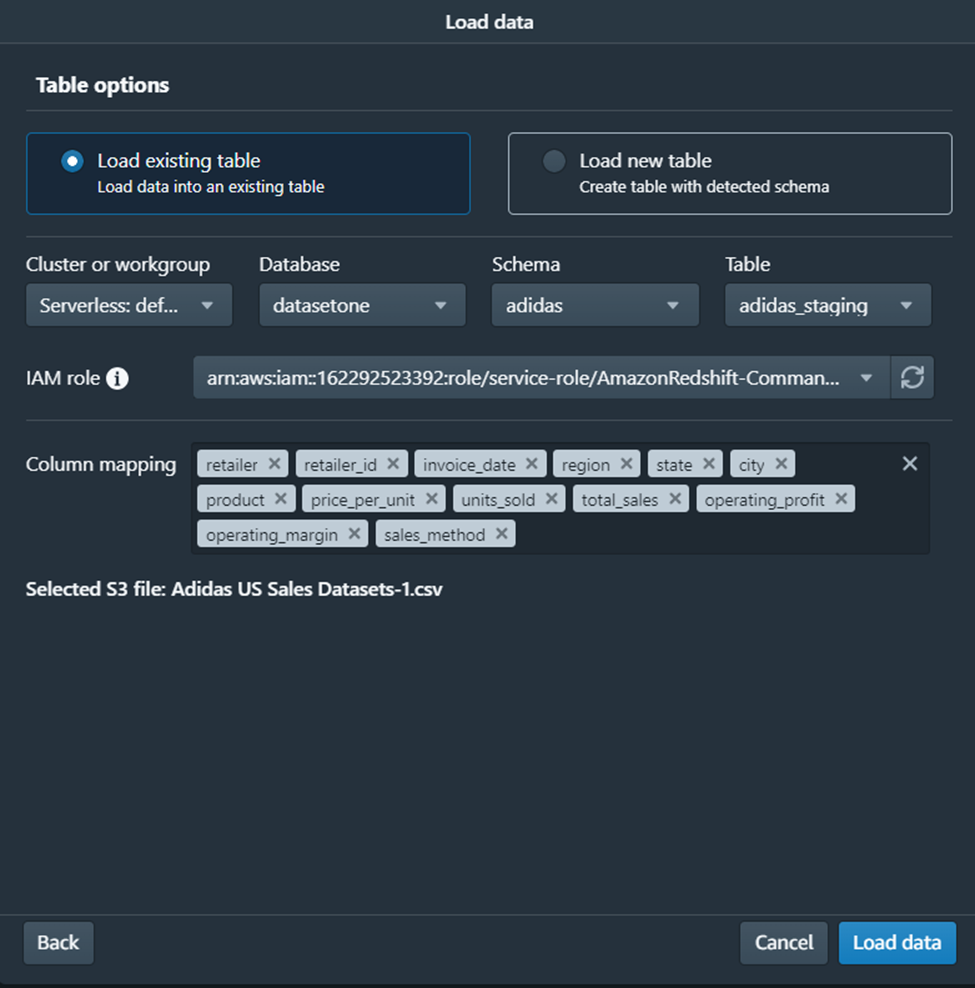 Load data
Table options
Load existing table
Load data into an existing table
Load new table
Create table with detected schema
Cluster or workgroup Database Schema Table
Serverless: def... datasetone adidas adidas_staging
IAM role i arn:aws:iam::162292523392:role/service-role/AmazonRedshift-Comman...
Column mapping retailer × retailer_id × invoice_date × region × state × city × ×
product × price_per_unit × units_sold × total_sales × operating_profit ×
operating_margin × sales_method ×
Selected S3 file: Adidas US Sales Datasets-1.csv
Back Cancel Load data